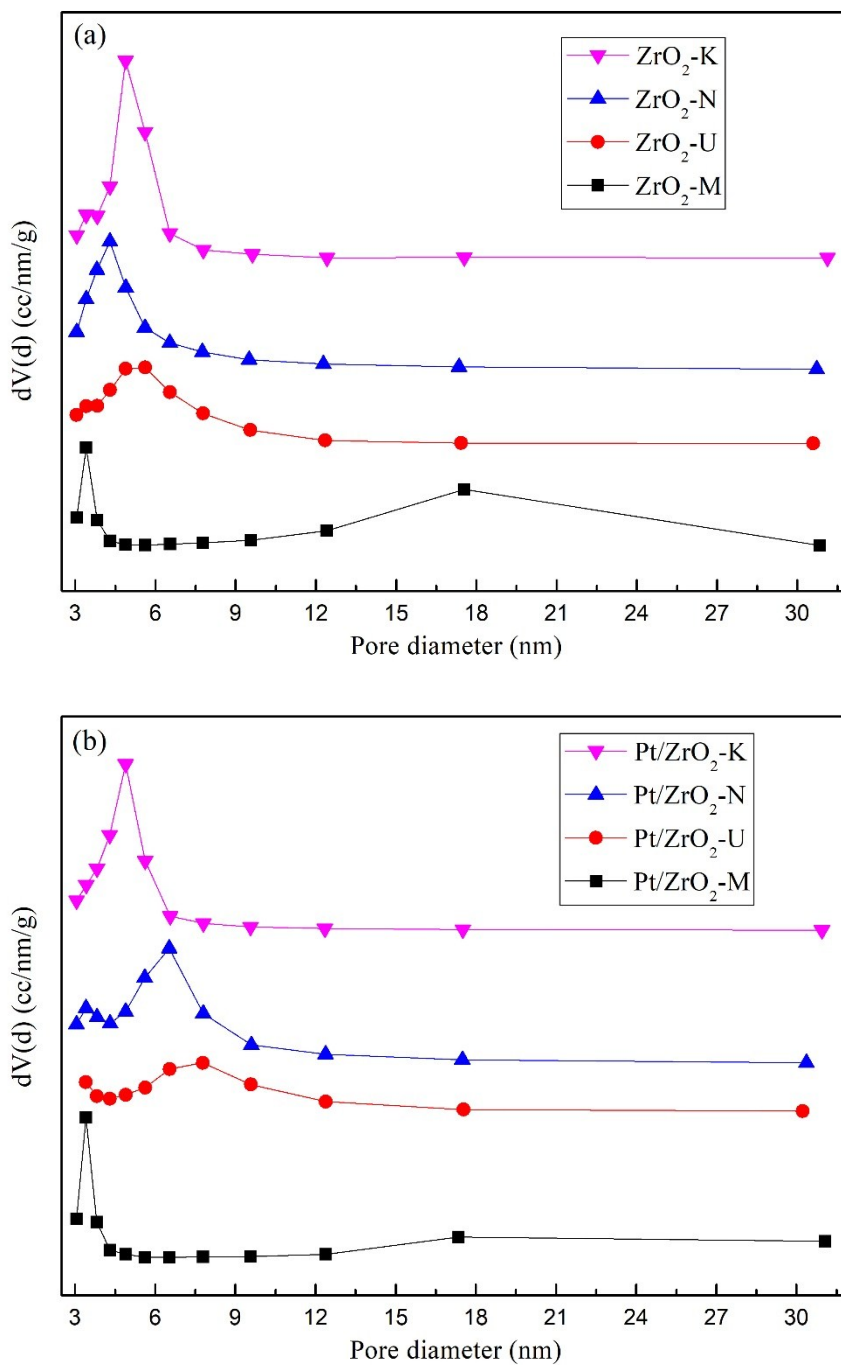 (a)
ZrO₂-K
ZrO₂-N
ZrO₂-U
ZrO₂-M
dV(d) (cc/nm/g)
3 6 9 12 15 18 21 24 27 30
Pore diameter (nm)
(b)
Pt/ZrO₂-K
Pt/ZrO₂-N
Pt/ZrO₂-U
Pt/ZrO₂-M
dV(d) (cc/nm/g)
3 6 9 12 15 18 21 24 27 30
Pore diameter (nm)